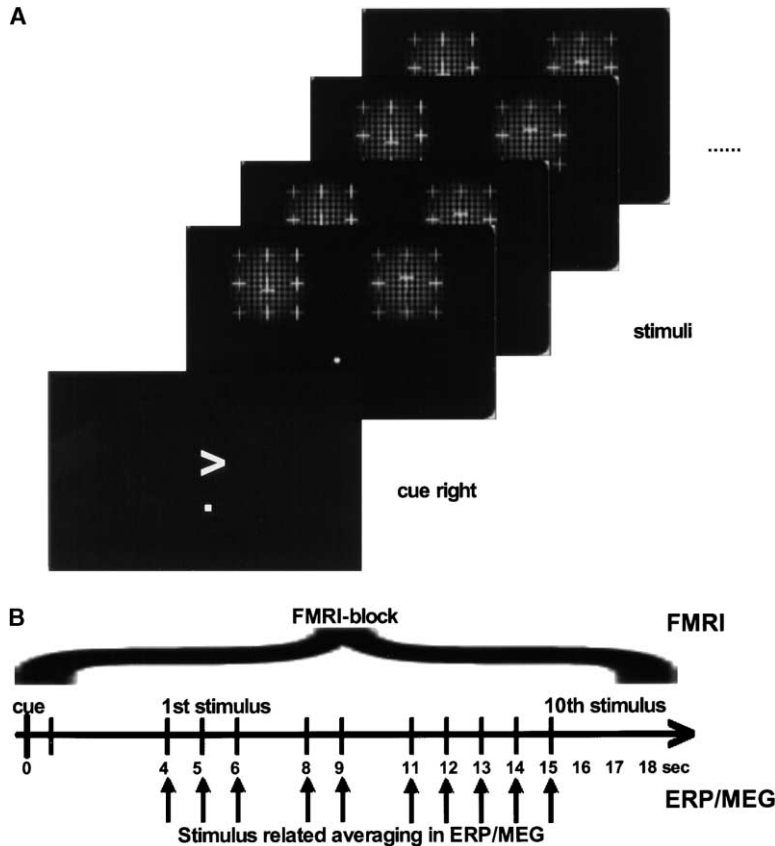 A
......
stimuli
>
cue right
B
FMRI-block
FMRI
cue
1st stimulus
10th stimulus
0 4 5 6 8 9 11 12 13 14 15 16 17 18 sec
ERP/MEG
Stimulus related averaging in ERP/MEG